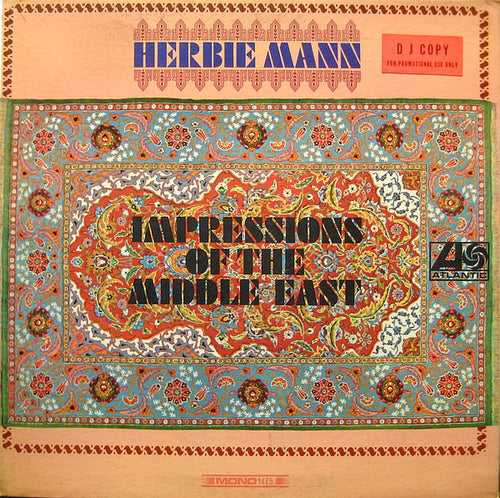 HERBIE MANN
D J COPY
FOR PROMOTIONAL USE ONLY
IMPRESSIONS
OF THE
MIDDLE EAST
ATLANTIC
MONO 1475